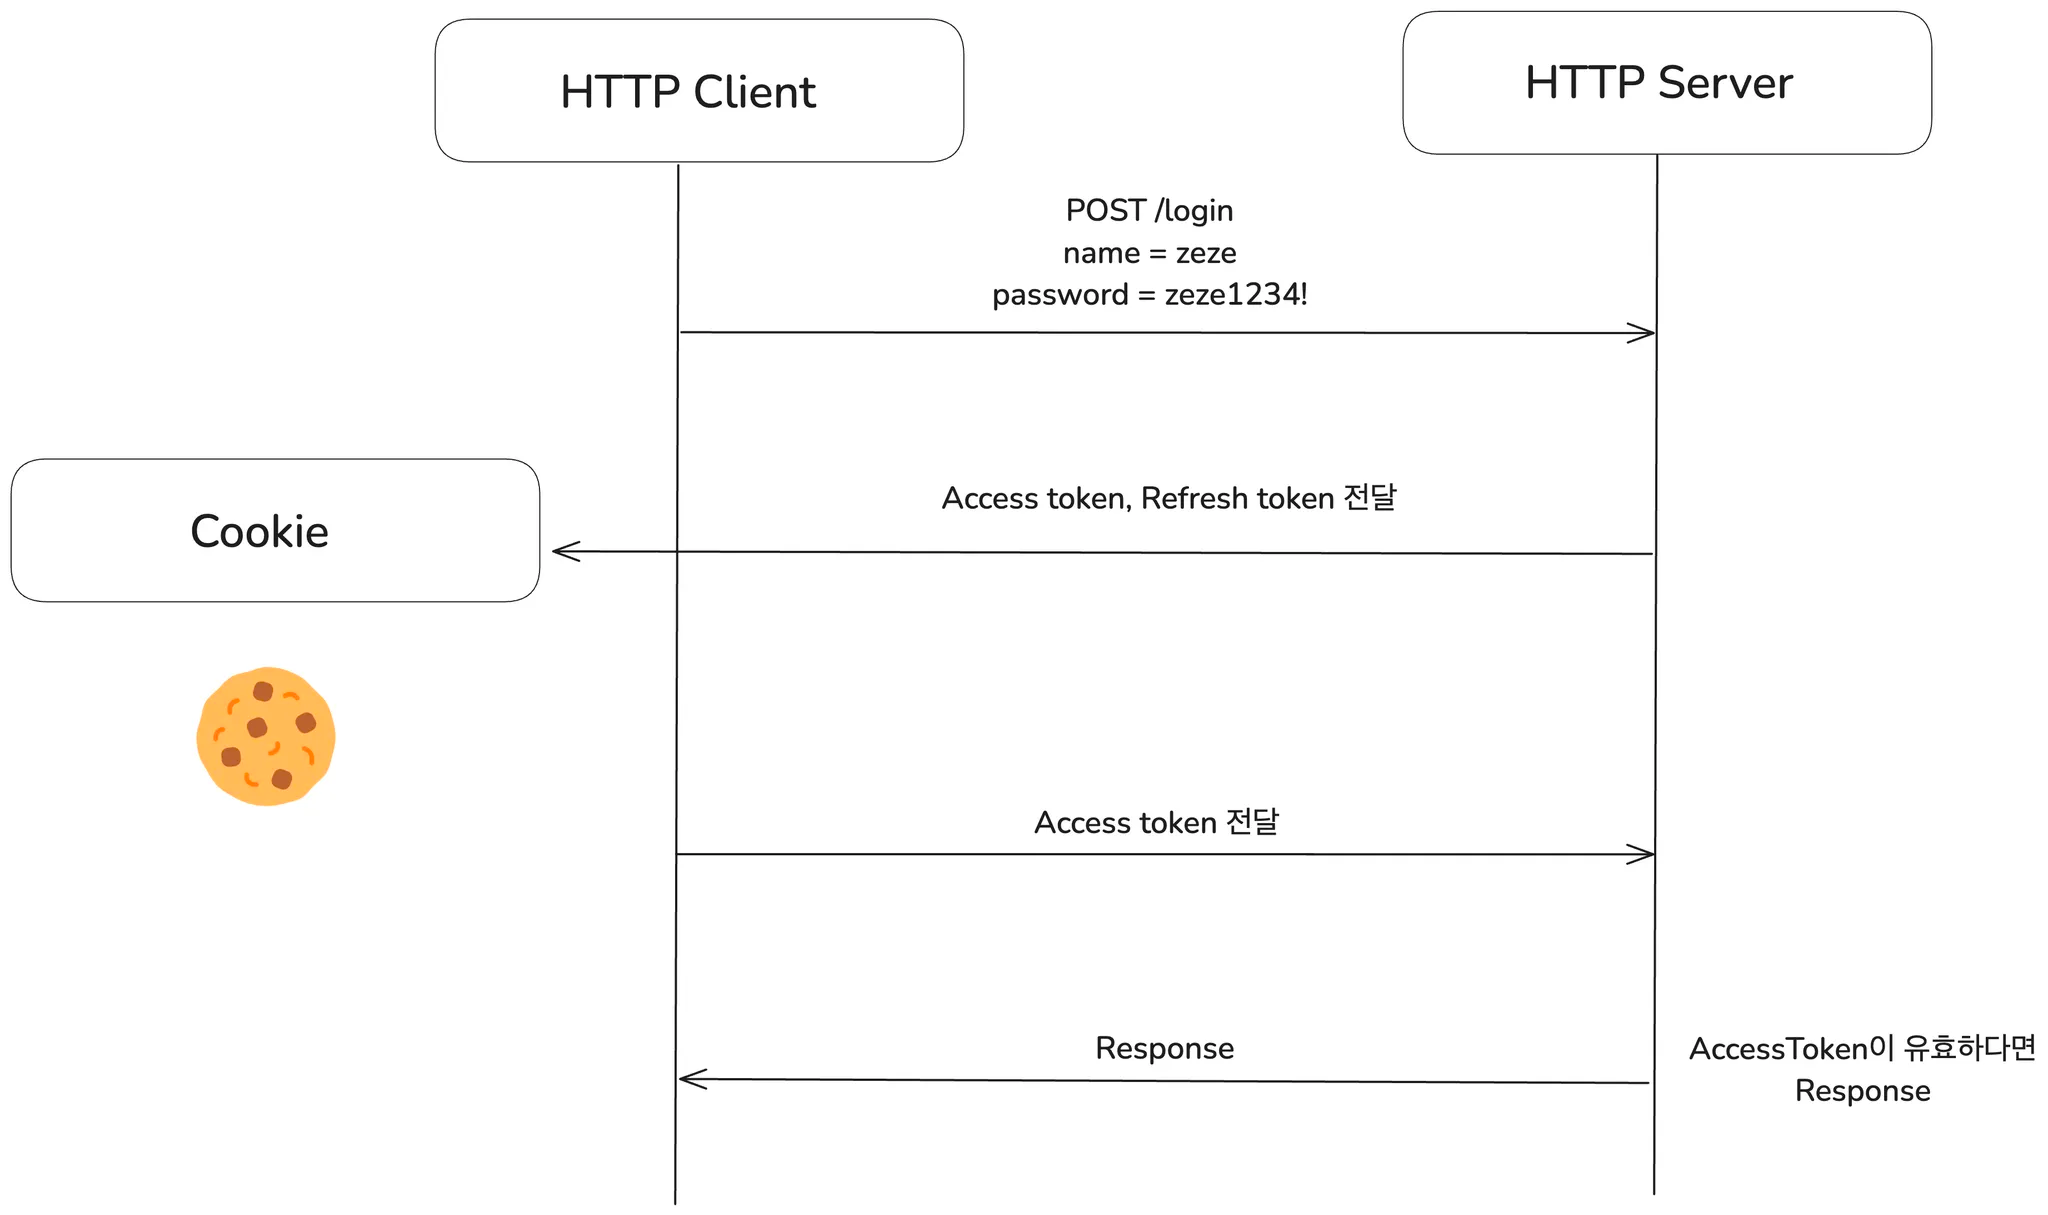 HTTP Client
HTTP Server
POST /login
name = zeze
password = zeze1234!
Access token, Refresh token 전달
Cookie
Access token 전달
Response
AccessToken이 유효하다면
Response